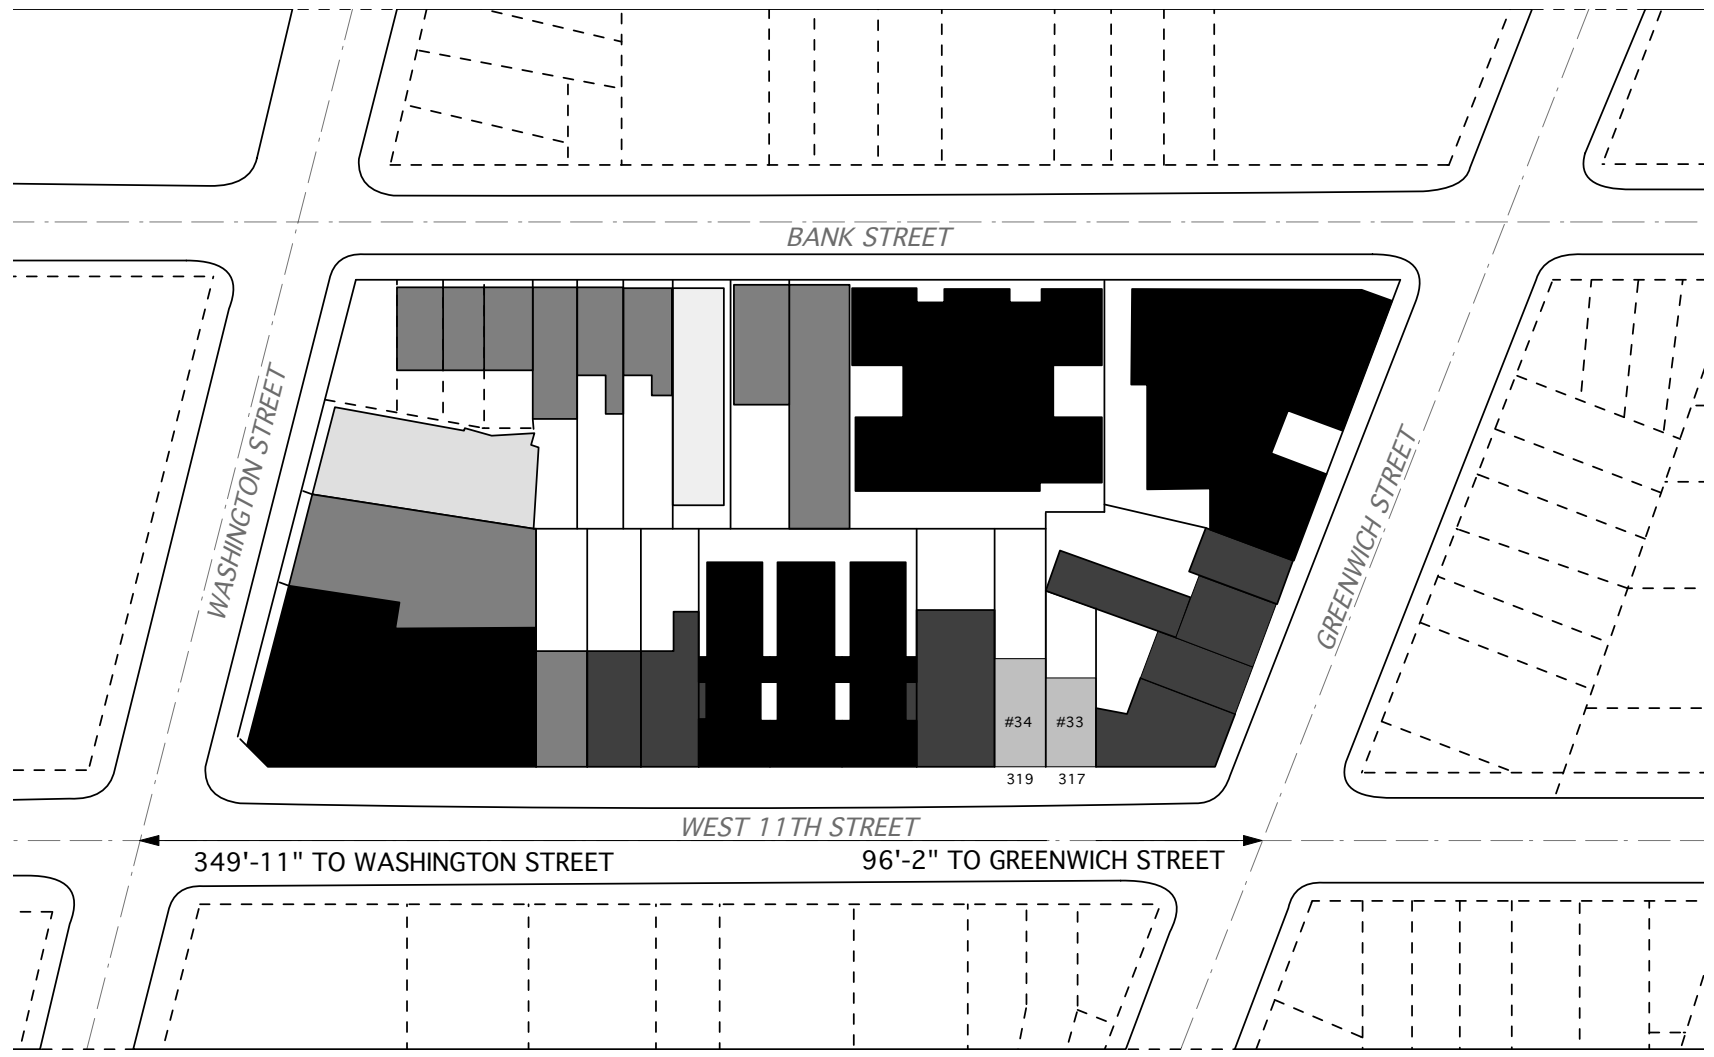 BANK STREET
WASHINGTON STREET
GREENWICH STREET
#34
#33
319
317
WEST 11TH STREET
349'-11" TO WASHINGTON STREET
96'-2" TO GREENWICH STREET